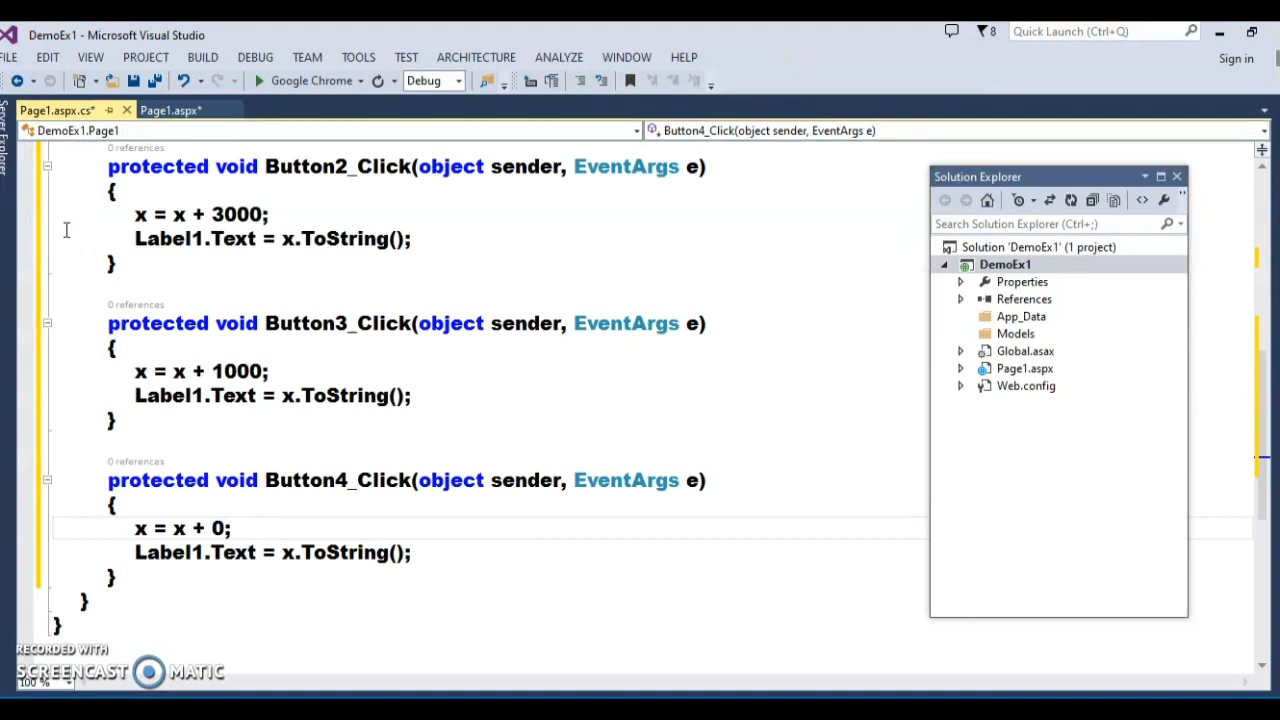 DemoEx1 - Microsoft Visual Studio
8
Quick Launch (Ctrl+Q)
FILE EDIT VIEW PROJECT BUILD DEBUG TEAM TOOLS TEST ARCHITECTURE ANALYZE WINDOW HELP
Sign in
Google Chrome
Debug
Server Explorer
Page1.aspx.cs*
Page1.aspx*
DemoEx1.Page1
Button4_Click(object sender, EventArgs e)
0 references
protected void Button2_Click(object sender, EventArgs e)
{
x = x + 3000;
Label1.Text = x.ToString();
}
0 references
protected void Button3_Click(object sender, EventArgs e)
{
x = x + 1000;
Label1.Text = x.ToString();
}
0 references
protected void Button4_Click(object sender, EventArgs e)
{
x = x + 0;
Label1.Text = x.ToString();
}
}
}
Solution Explorer
Search Solution Explorer (Ctrl+;)
Solution 'DemoEx1' (1 project)
DemoEx1
Properties
References
App_Data
Models
Global.asax
Page1.aspx
Web.config
RECORDED WITH
SCREENCAST MATIC
100 %